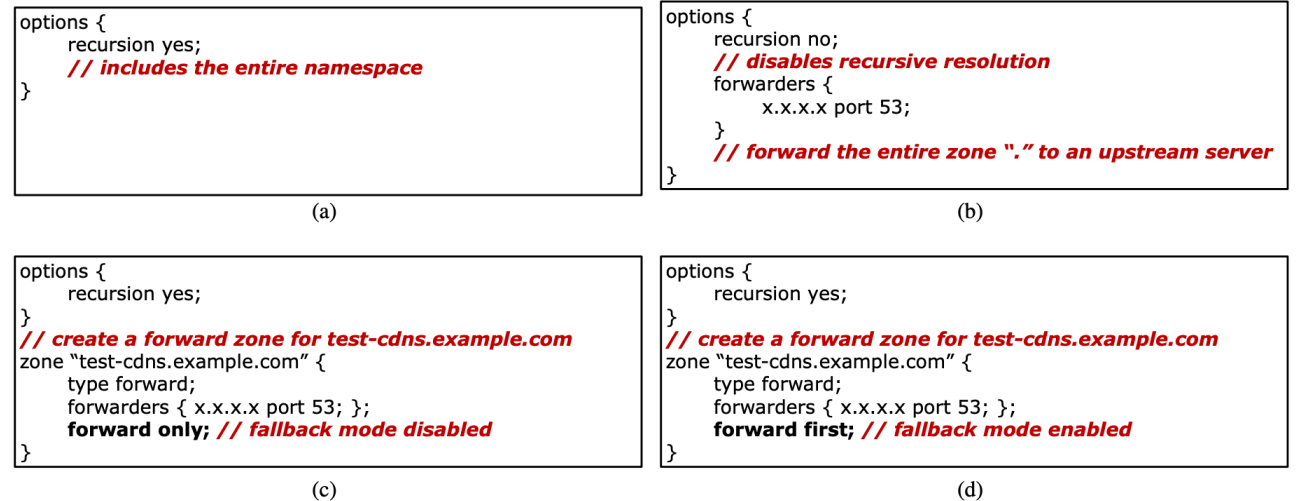 options {
recursion yes;
// includes the entire namespace
}
(a)
options {
recursion no;
// disables recursive resolution
forwarders {
x.x.x.x port 53;
}
// forward the entire zone “.” to an upstream server
}
(b)
options {
recursion yes;
}
// create a forward zone for test-cdns.example.com
zone “test-cdns.example.com” {
type forward;
forwarders { x.x.x.x port 53; };
forward only; // fallback mode disabled
}
(c)
options {
recursion yes;
}
// create a forward zone for test-cdns.example.com
zone “test-cdns.example.com” {
type forward;
forwarders { x.x.x.x port 53; };
forward first; // fallback mode enabled
}
(d)